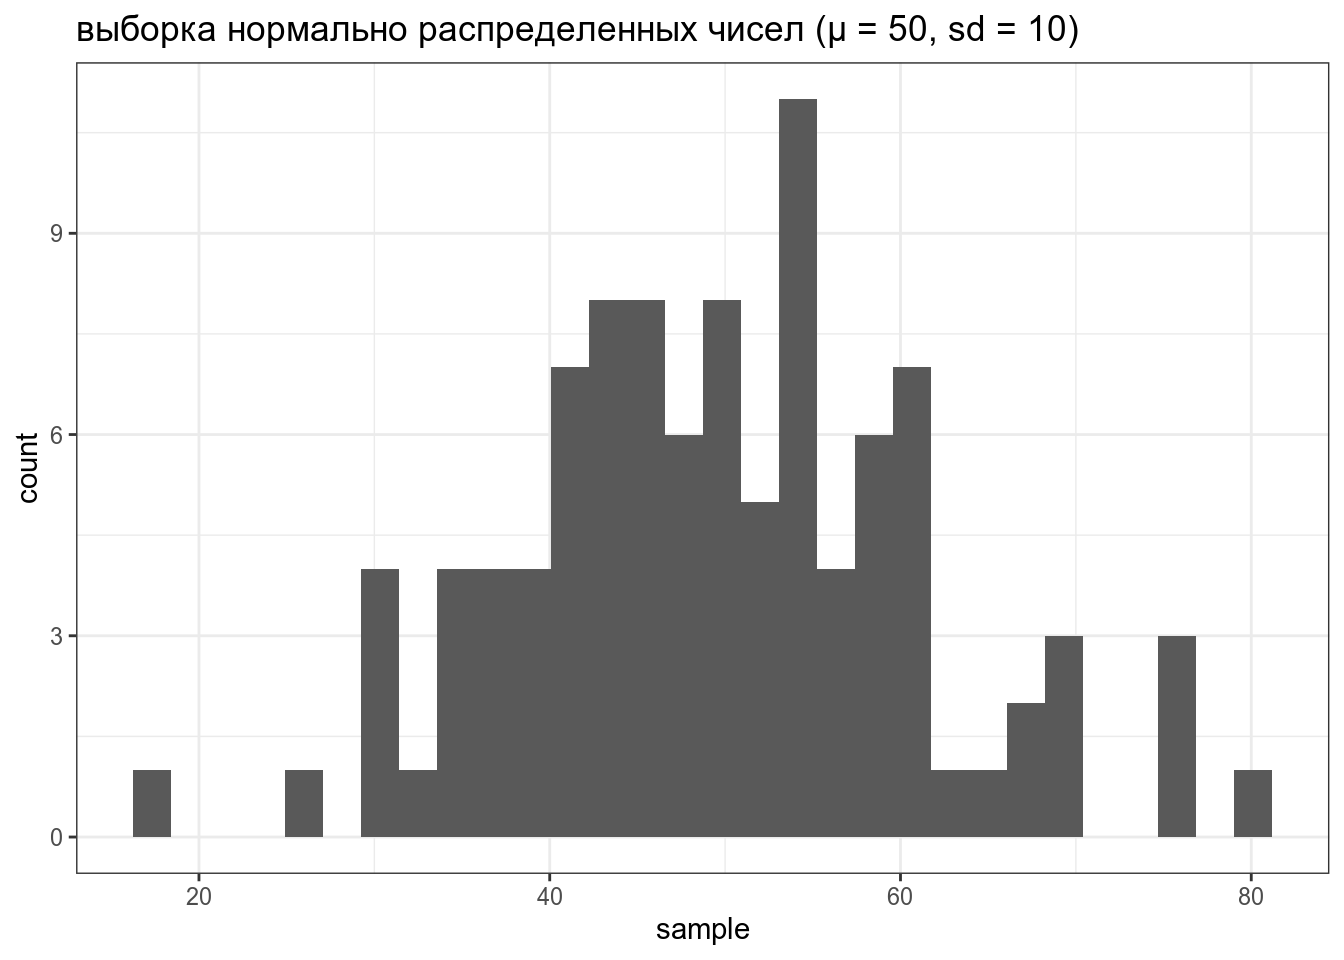 выборка нормально распределенных чисел (μ = 50, sd = 10)
count
9
6
3
0
20 40 60 80
sample